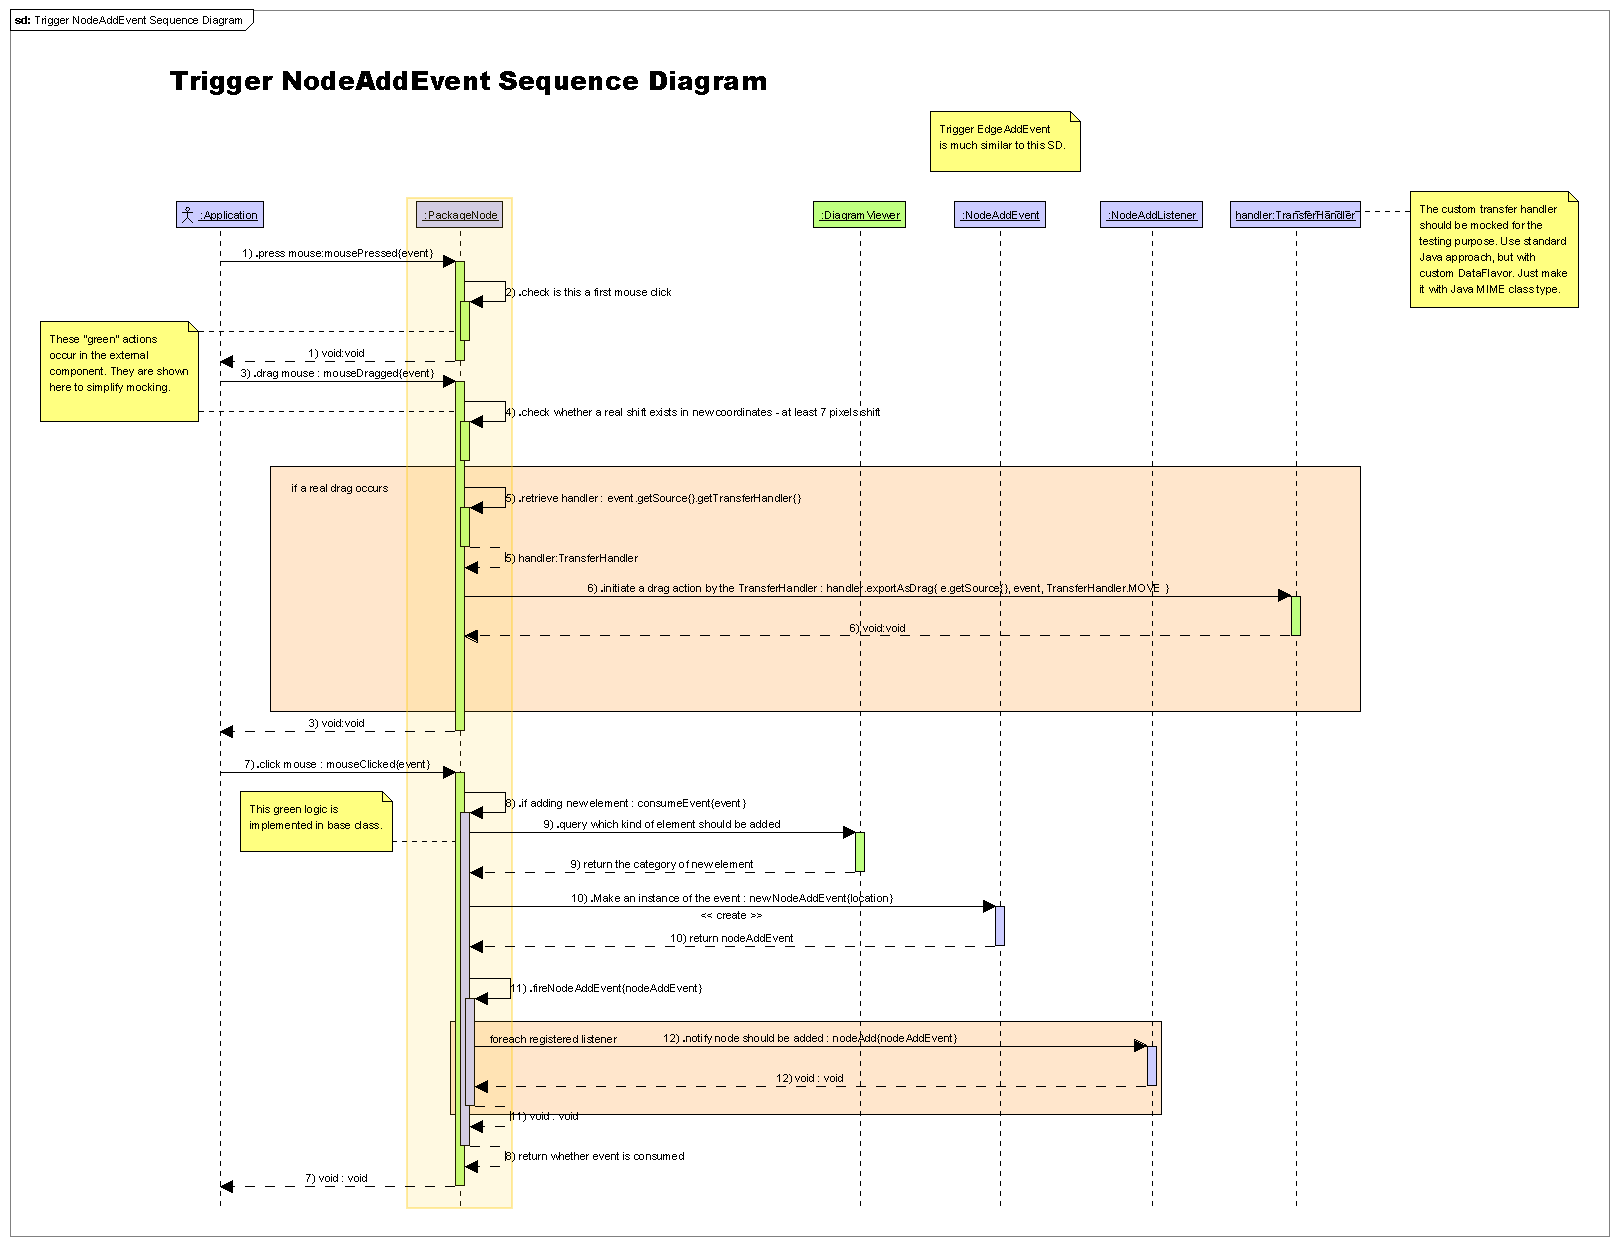 sd: Trigger NodeAddEvent Sequence Diagram
Trigger NodeAddEvent Sequence Diagram
Trigger EdgeAddEvent
is much similar to this SD.
:Application
:PackageNode
:DiagramViewer
:NodeAddEvent
:NodeAddListener
handler:TransferHandler
The custom transfer handler
should be mocked for the
testing purpose. Use standard
Java approach, but with
custom DataFlavor. Just make
it with Java MIME class type.
1) .press mouse:mousePressed{event}
2) .check is this a first mouse click
These "green" actions
occur in the external
component. They are shown
here to simplify mocking.
1) void:void
3) .drag mouse : mouseDragged{event}
4) .check whether a real shift exists in new coordinates - at least 7 pixels shift
if a real drag occurs
5) .retrieve handler : event.getSource{}.getTransferHandler{}
5) handler:TransferHandler
6) .initiate a drag action by the TransferHandler : handler.exportAsDrag{ e.getSource{}, event, TransferHandler.MOVE }
6) void:void
3) void:void
7) .click mouse : mouseClicked{event}
This green logic is
implemented in base class.
8) .if adding new element : consumeEvent{event}
9) .query which kind of element should be added
9) return the category of new element
10) .Make an instance of the event : new NodeAddEvent{location}
<< create >>
10) return nodeAddEvent
11) .fireNodeAddEvent{nodeAddEvent}
foreach registered listener
12) .notify node should be added : nodeAdd{nodeAddEvent}
12) void : void
11) void : void
8) return whether event is consumed
7) void : void